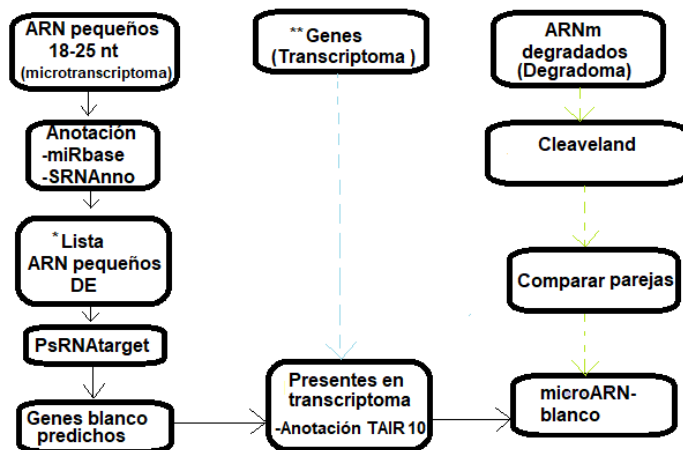 ARN pequeños
18-25 nt
(microtranscriptoma)
Anotación
-miRbase
-SRNAnno
*Lista
ARN pequeños
DE
PsRNAtarget
Genes blanco
predichos
**Genes
(Transcriptoma )
Presentes en
transcriptoma
-Anotación TAIR 10
ARNm
degradados
(Degradoma)
Cleaveland
Comparar parejas
microARN-
blanco